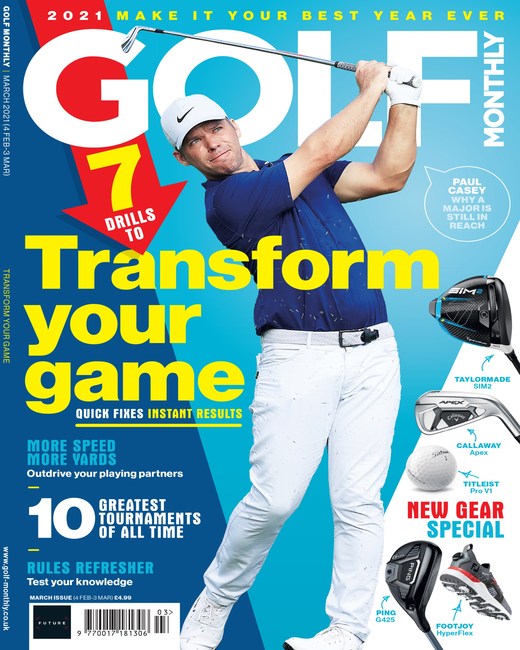 GOLF MONTHLY | MARCH 2021 (4 FEB-3 MAR)
TRANSFORM YOUR GAME
www.golf-monthly.co.uk
2021 MAKE IT YOUR BEST YEAR EVER
GOLF
MONTHLY
7
DRILLS
TO
Transform
your
game
QUICK FIXES INSTANT RESULTS
PAUL
CASEY
WHY A
MAJOR IS
STILL IN
REACH
SIM2
TAYLORMADE
SIM2
APEX
Callaway
CALLAWAY
Apex
Titleist
TITLEIST
Pro V1
NEW GEAR
SPECIAL
PING
PING
G425
FOOTJOY
HyperFlex
MORE SPEED
MORE YARDS
Outdrive your playing partners
10 GREATEST
TOURNAMENTS
OF ALL TIME
RULES REFRESHER
Test your knowledge
MARCH ISSUE (4 FEB-3 MAR) £4.99
FUTURE
03>
9 770017 181306